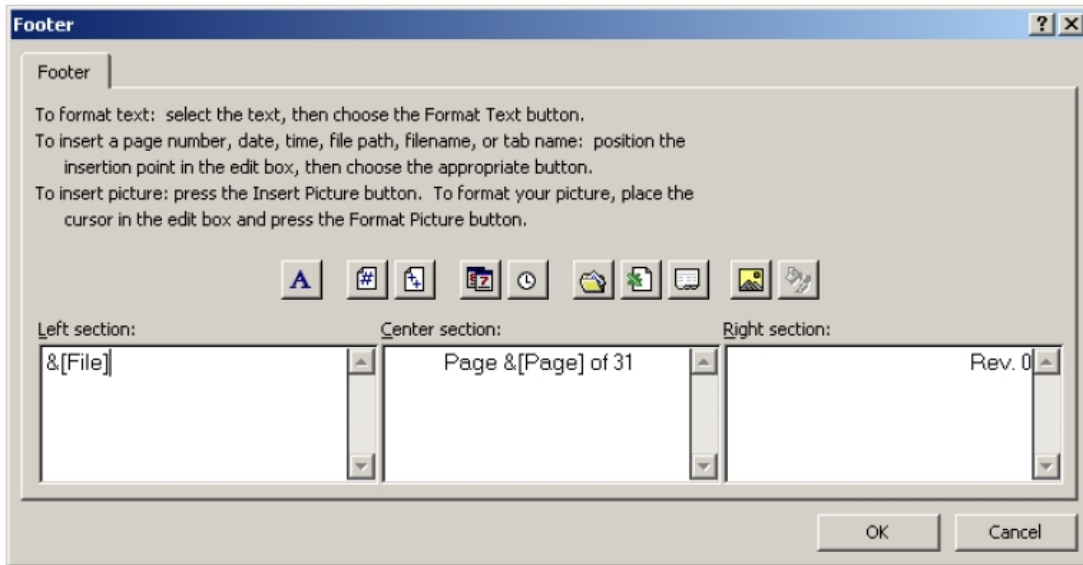 Footer
Footer
To format text:  select the text, then choose the Format Text button.
To insert a page number, date, time, file path, filename, or tab name:  position the
insertion point in the edit box, then choose the appropriate button.
To insert picture: press the Insert Picture button.  To format your picture, place the
cursor in the edit box and press the Format Picture button.
Left section:
Center section:
Right section:
&[File]
Page &[Page] of 31
Rev. 0
OK
Cancel